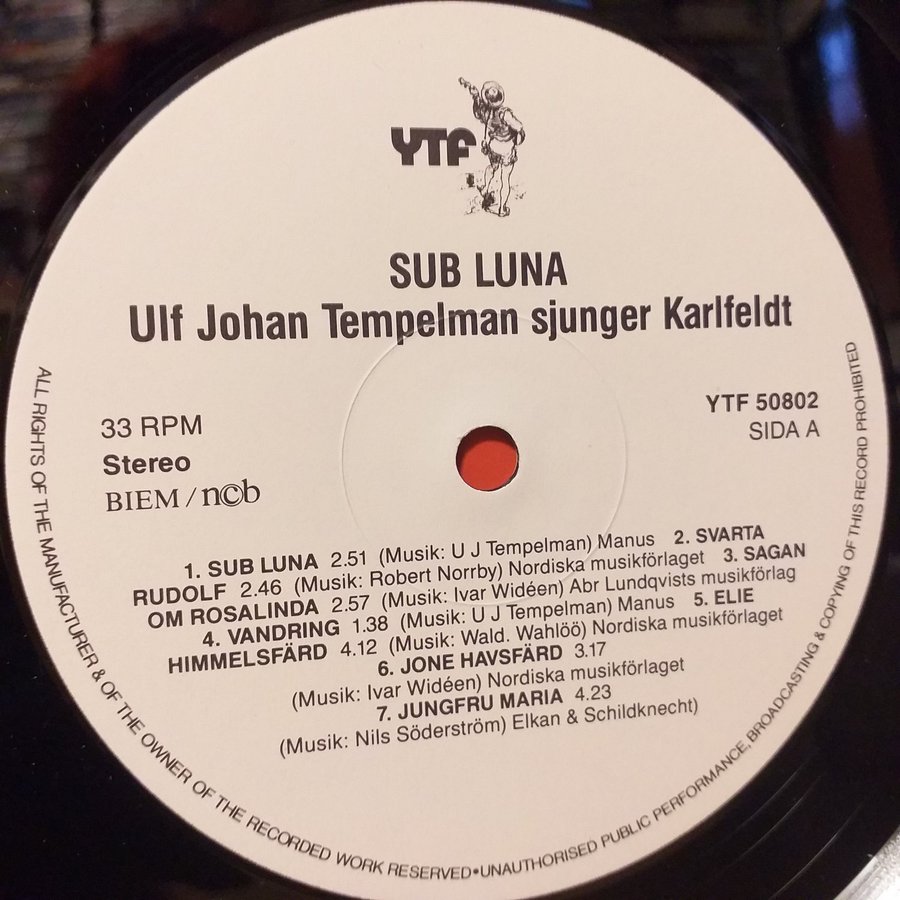 YTF
SUB LUNA
Ulf Johan Tempelman sjunger Karlfeldt
33 RPM
Stereo
BIEM / n©b
YTF 50802
SIDA A
1. SUB LUNA 2.51 (Musik: U J Tempelman) Manus 2. SVARTA
RUDOLF 2.46 (Musik: Robert Norrby) Nordiska musikförlaget 3. SAGAN
OM ROSALINDA 2.57 (Musik: Ivar Widéen) Abr Lundqvists musikförlag
4. VANDRING 1.38 (Musik: U J Tempelman) Manus 5. ELIE
HIMMELSFÄRD 4.12 (Musik: Wald. Wahlöö) Nordiska musikförlaget
6. JONE HAVSFÄRD 3.17
(Musik: Ivar Widéen) Nordiska musikförlaget
7. JUNGFRU MARIA 4.23
(Musik: Nils Söderström) Elkan & Schildknecht)
ALL RIGHTS OF THE MANUFACTURER & OF THE OWNER OF THE RECORDED WORK RESERVED•UNAUTHORISED PUBLIC PERFORMANCE, BROADCASTING & COPYING OF THIS RECORD PROHIBITED